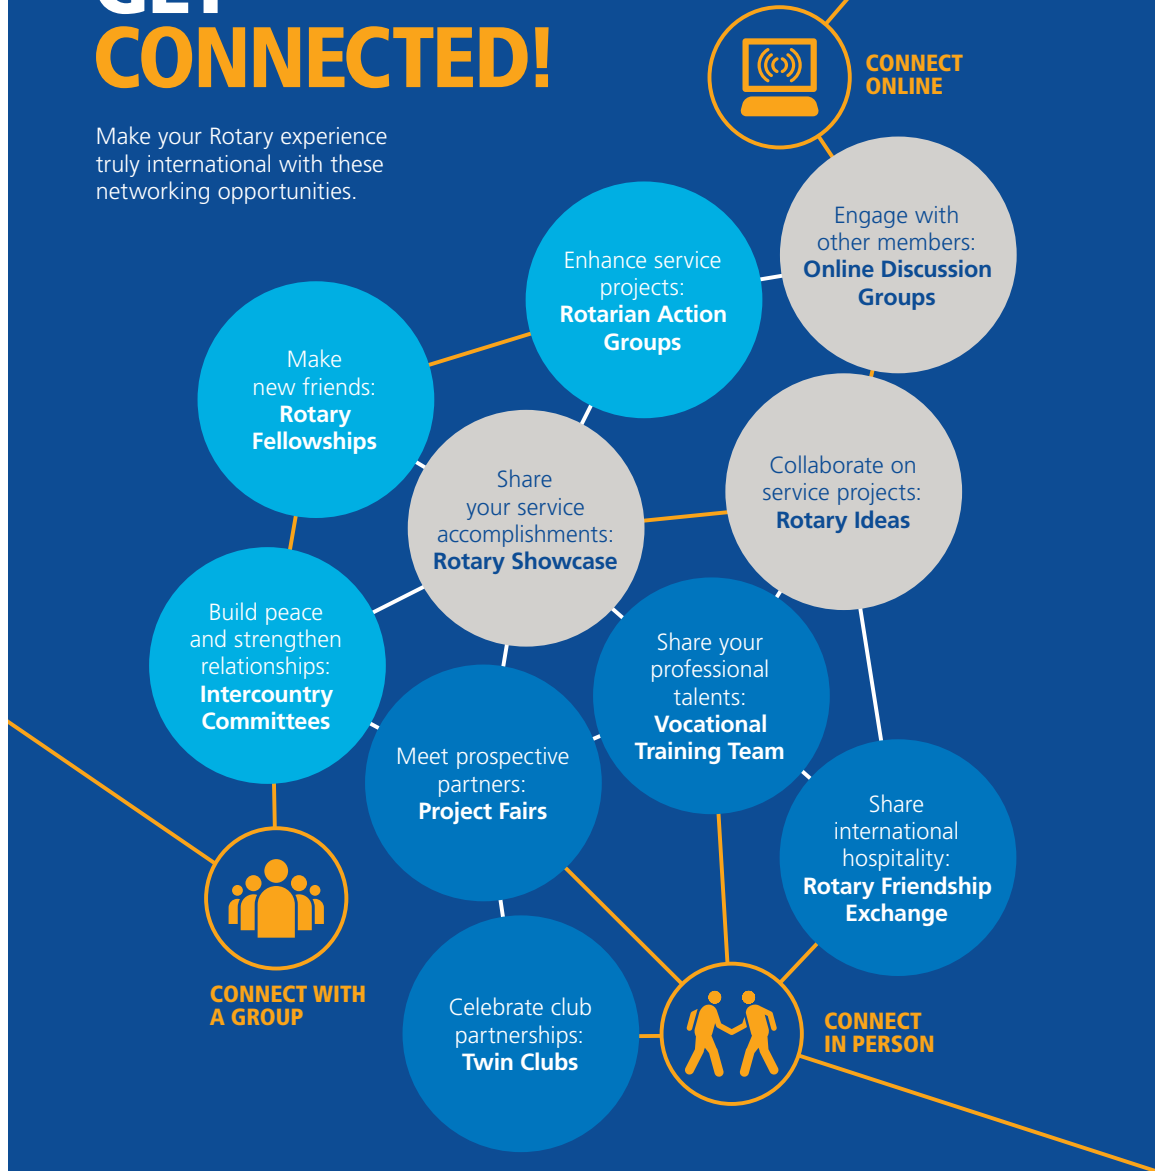 GET
CONNECTED!
Make your Rotary experience
truly international with these
networking opportunities.
CONNECT
ONLINE
Engage with
other members:
Online Discussion
Groups
Enhance service
projects:
Rotarian Action
Groups
Make
new friends:
Rotary
Fellowships
Collaborate on
service projects:
Rotary Ideas
Share
your service
accomplishments:
Rotary Showcase
Build peace
and strengthen
relationships:
Intercountry
Committees
Share your
professional
talents:
Vocational
Training Team
Meet prospective
partners:
Project Fairs
Share
international
hospitality:
Rotary Friendship
Exchange
CONNECT WITH
A GROUP
Celebrate club
partnerships:
Twin Clubs
CONNECT
IN PERSON